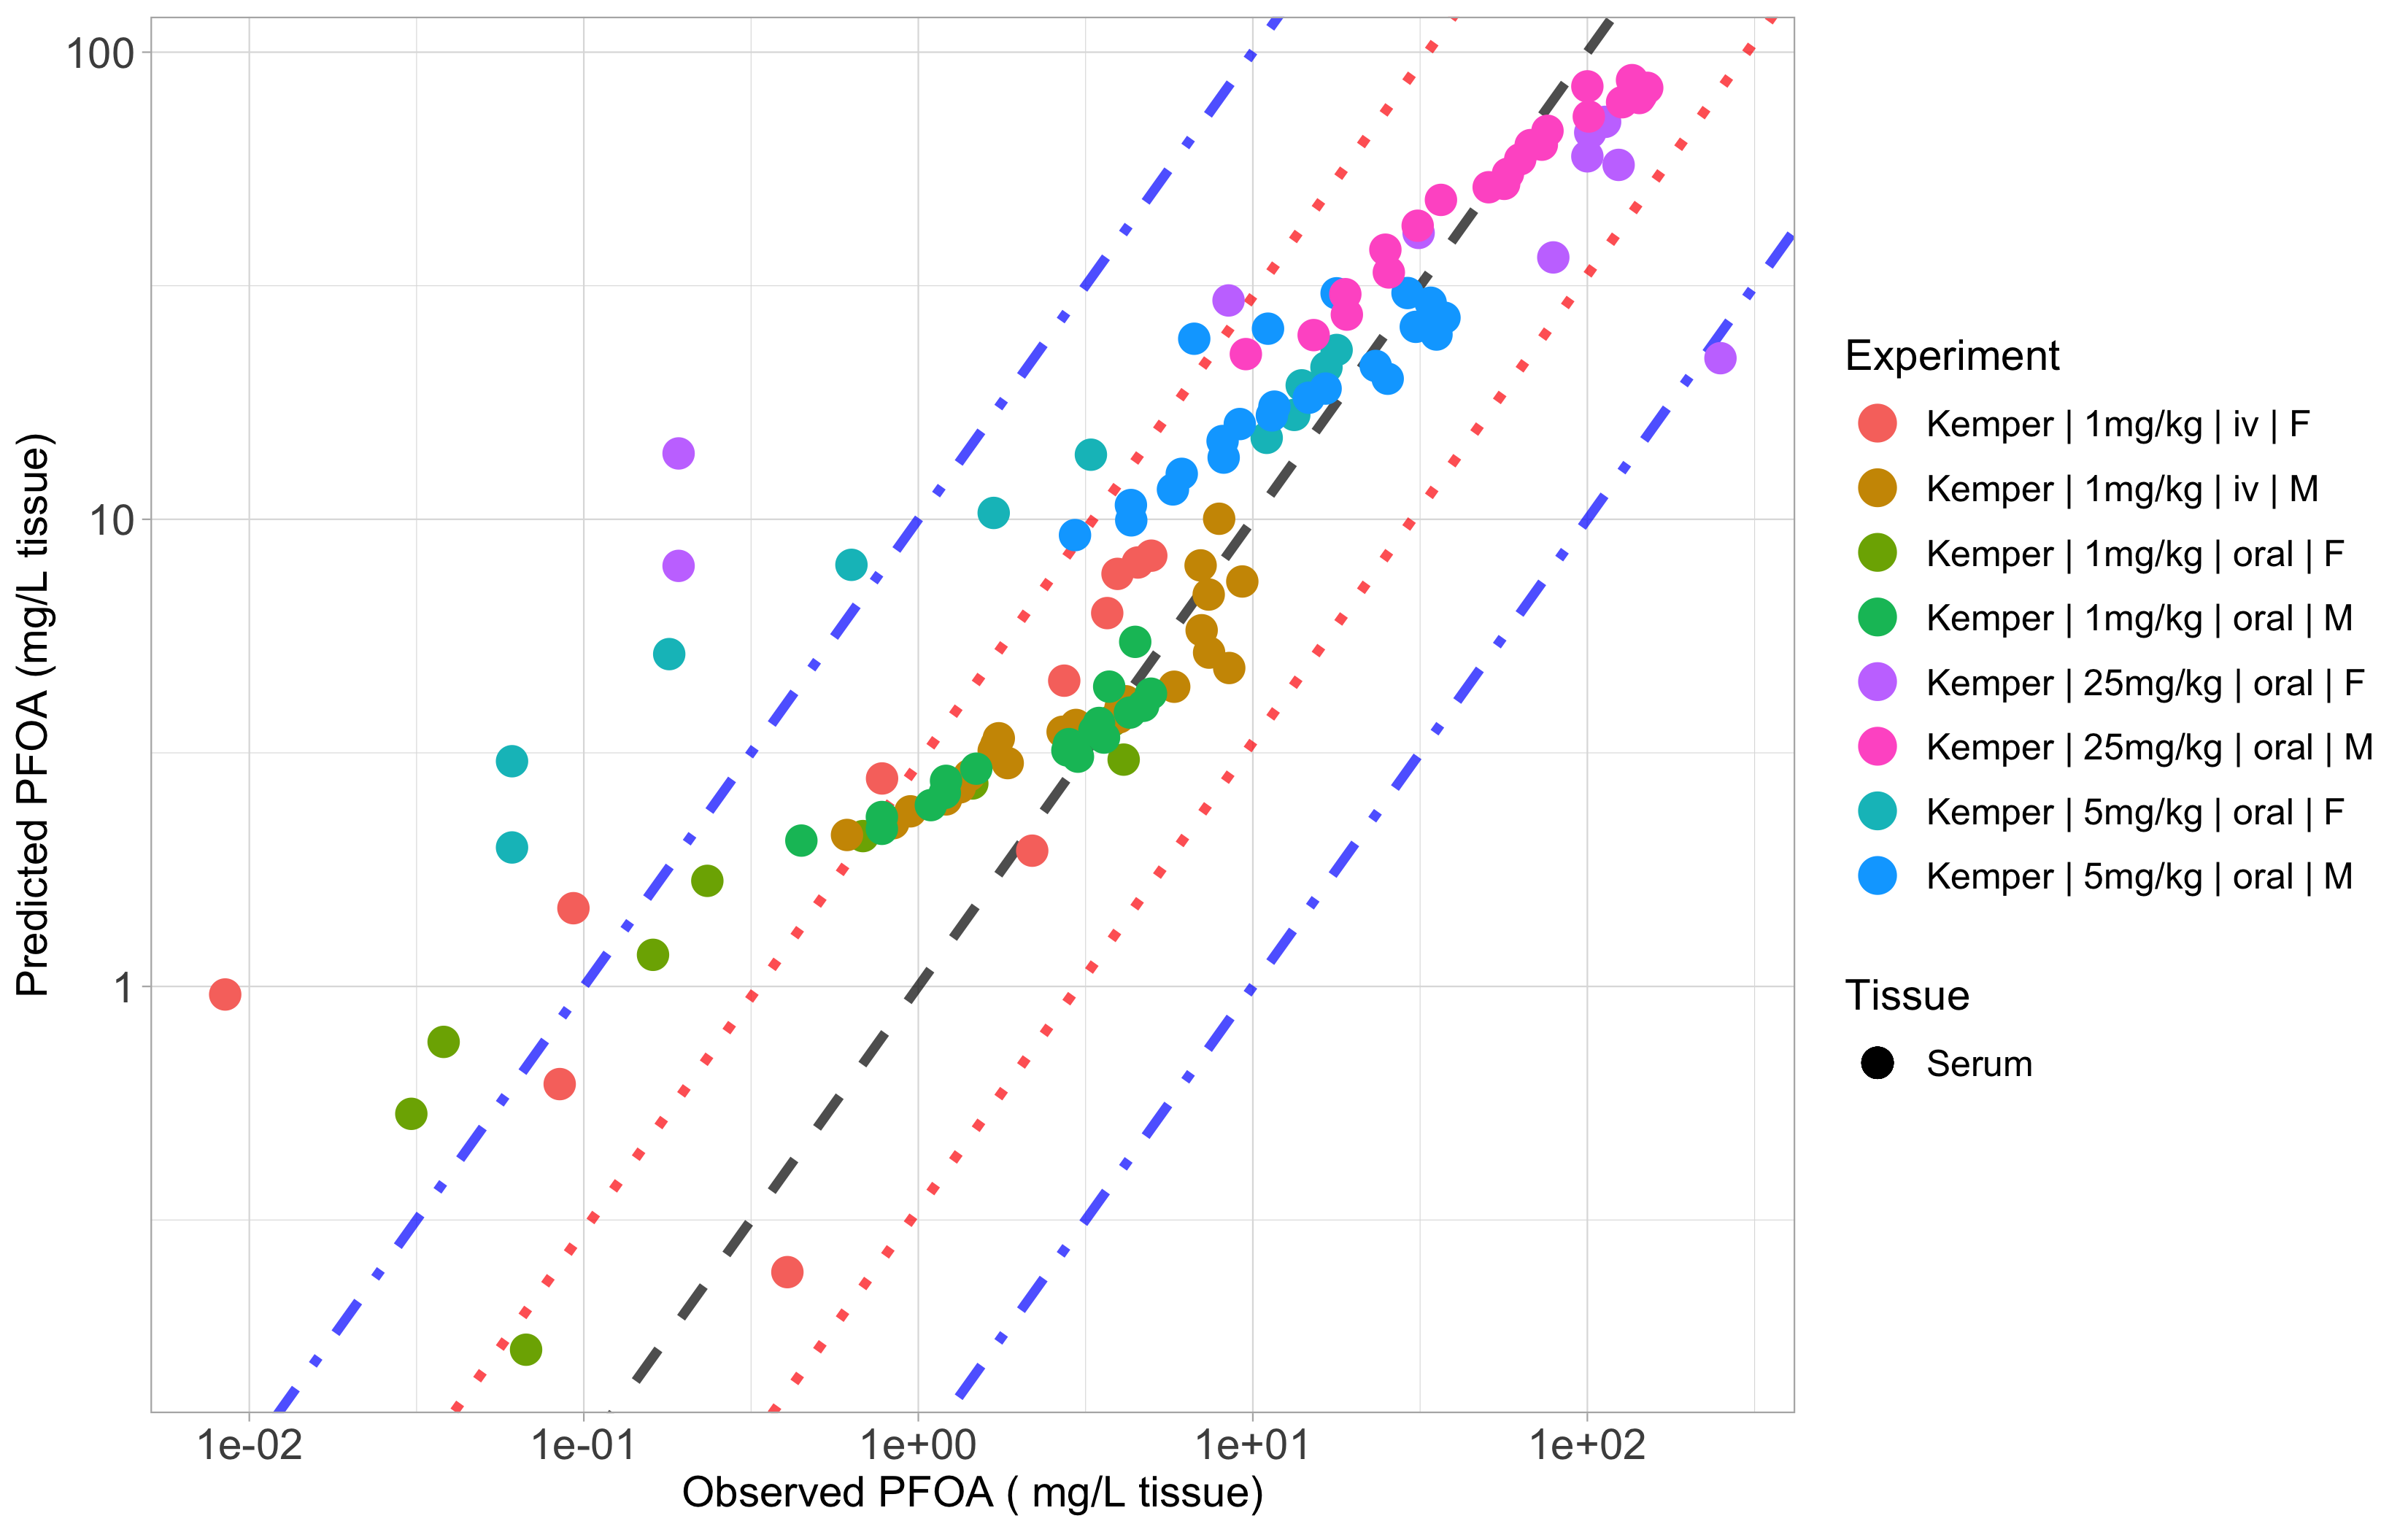 Predicted PFOA (mg/L tissue)
100
10
1
1e-02
1e-01
1e+00
1e+01
1e+02
Observed PFOA ( mg/L tissue)
Experiment
Kemper | 1mg/kg | iv | F
Kemper | 1mg/kg | iv | M
Kemper | 1mg/kg | oral | F
Kemper | 1mg/kg | oral | M
Kemper | 25mg/kg | oral | F
Kemper | 25mg/kg | oral | M
Kemper | 5mg/kg | oral | F
Kemper | 5mg/kg | oral | M
Tissue
Serum